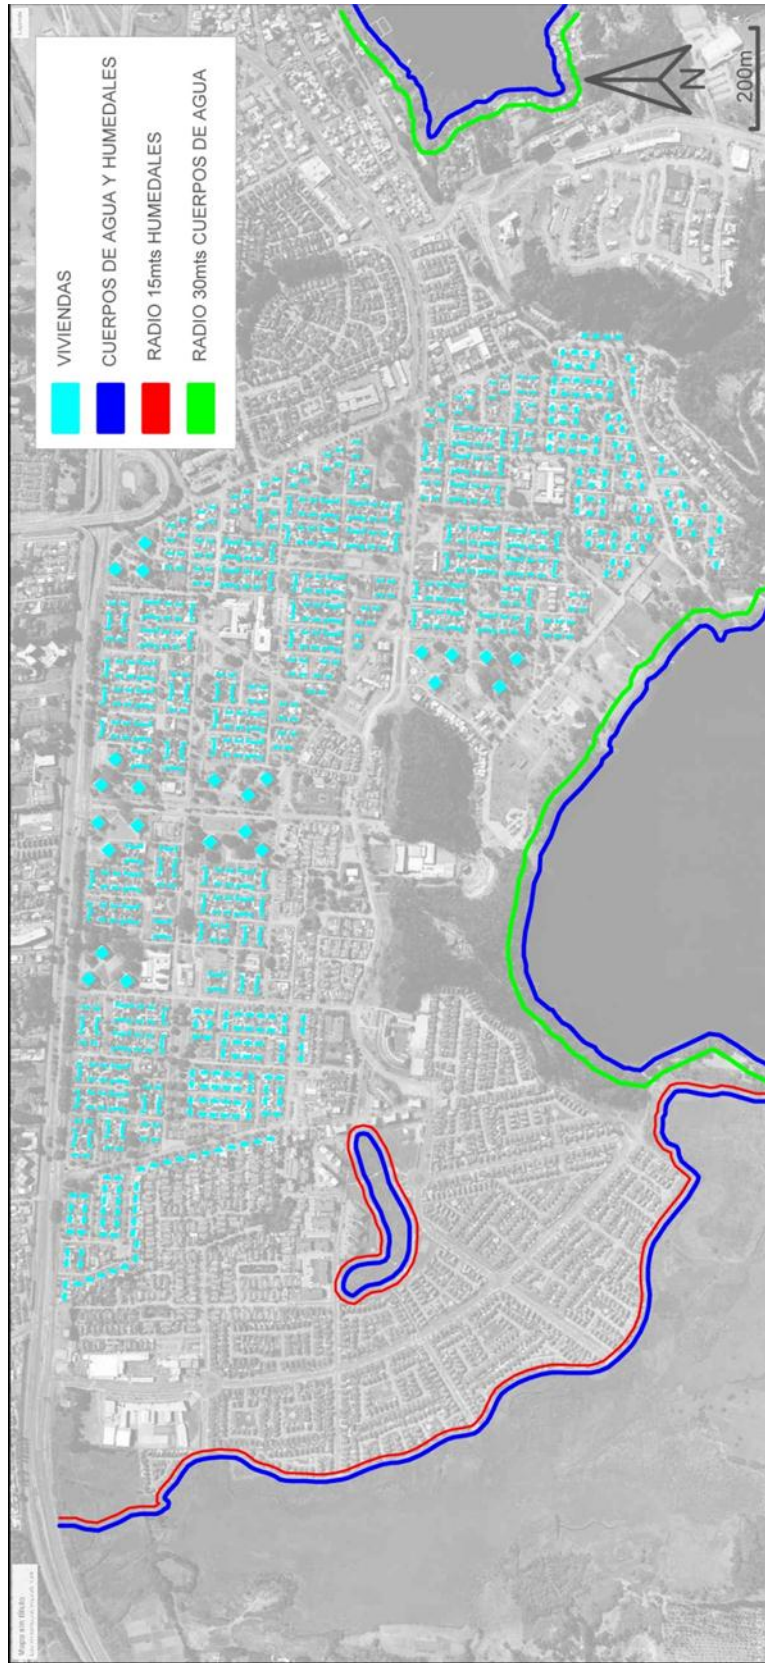 VIVIENDAS
CUERPOS DE AGUA Y HUMEDALES
RADIO 15mts HUMEDALES
RADIO 30mts CUERPOS DE AGUA
N
200m